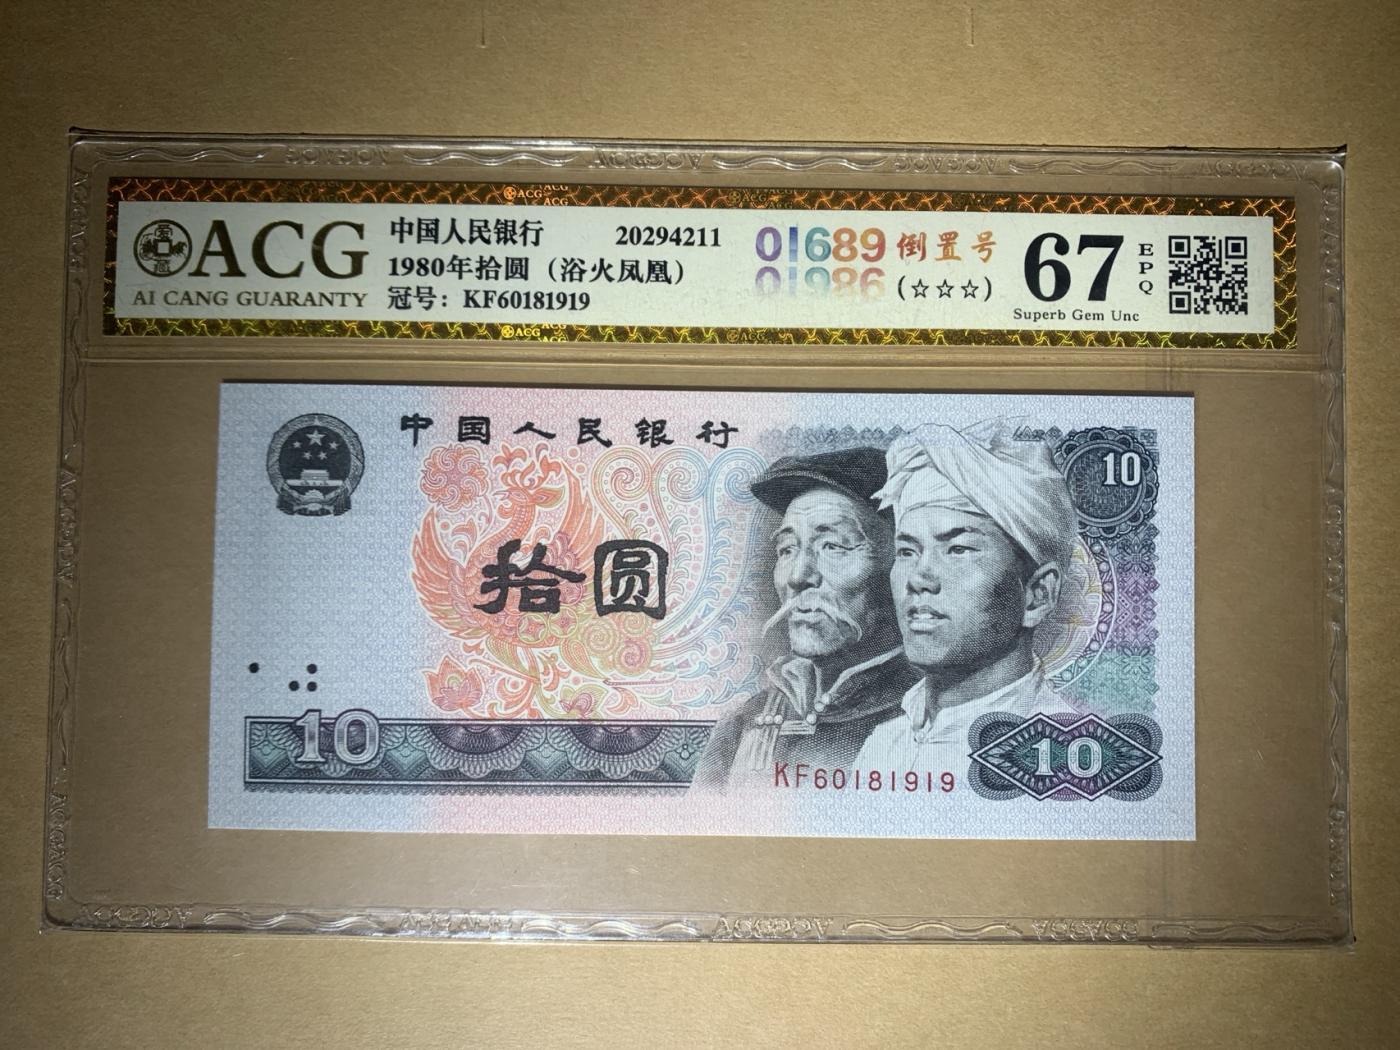 ACG
AI CANG GUARANTY
中国人民银行 20294211
1980年拾圆（浴火凤凰）
冠号：KF60181919
01689 倒置号
(☆☆☆)
67
EPQ
Superb Gem Unc
中国人民银行
10
拾圆
10
KF60181919
10